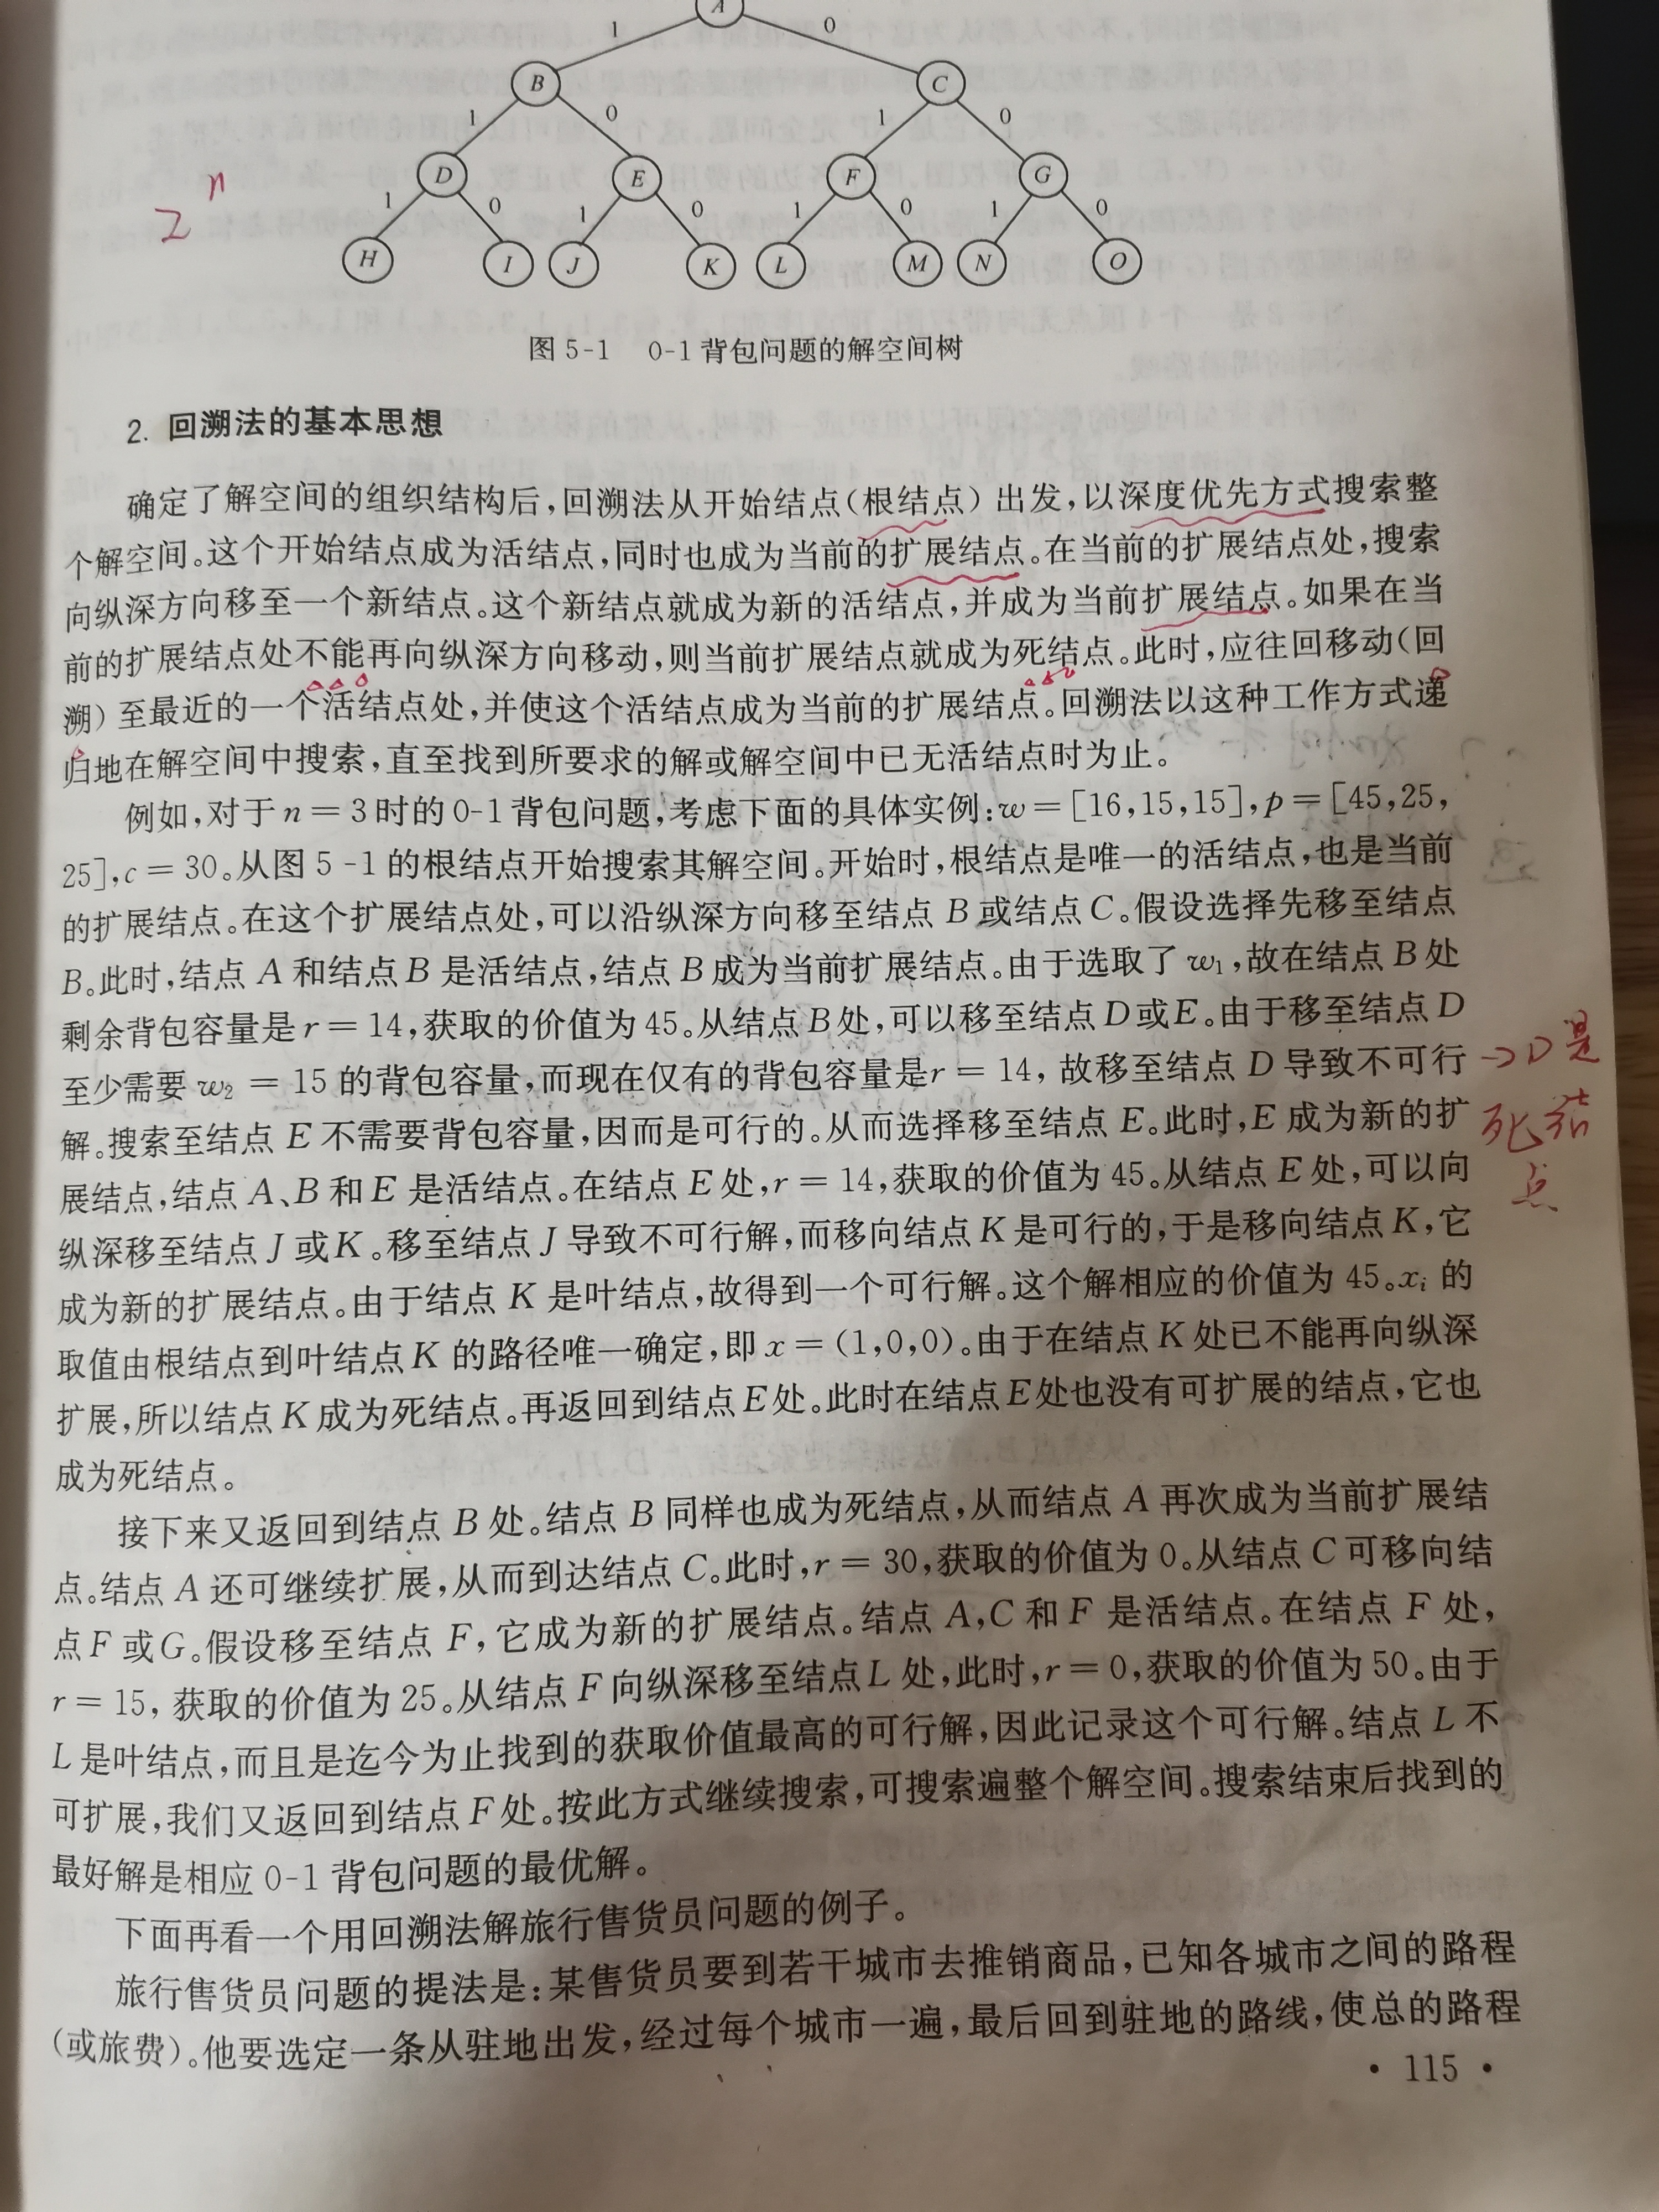 A
1 0
B C
1 0 1 0
D E F G
1 0 1 0 1 0 1 0
H I J K L M N O
2ⁿ
图 5-1 0-1 背包问题的解空间树
2. 回溯法的基本思想
确定了解空间的组织结构后,回溯法从开始结点(根结点)出发,以深度优先方式搜索整
个解空间。这个开始结点成为活结点,同时也成为当前的扩展结点。在当前的扩展结点处,搜索
向纵深方向移至一个新结点。这个新结点就成为新的活结点,并成为当前扩展结点。如果在当
前的扩展结点处不能再向纵深方向移动,则当前扩展结点就成为死结点。此时,应往回移动(回
溯)至最近的一个活结点处,并使这个活结点成为当前的扩展结点。回溯法以这种工作方式递
归地在解空间中搜索,直至找到所要求的解或解空间中已无活结点时为止。
例如,对于 n = 3 时的 0-1 背包问题,考虑下面的具体实例:w = [16,15,15],p = [45,25,
25],c = 30。从图 5-1 的根结点开始搜索其解空间。开始时,根结点是唯一的活结点,也是当前
的扩展结点。在这个扩展结点处,可以沿纵深方向移至结点 B 或结点 C。假设选择先移至结点
B。此时,结点 A 和结点 B 是活结点,结点 B 成为当前扩展结点。由于选取了 w₁,故在结点 B 处
剩余背包容量是 r = 14,获取的价值为 45。从结点 B 处,可以移至结点 D 或 E。由于移至结点 D
至少需要 w₂ = 15 的背包容量,而现在仅有的背包容量是 r = 14,故移至结点 D 导致不可行
解。搜索至结点 E 不需要背包容量,因而是可行的。从而选择移至结点 E。此时,E 成为新的扩
展结点,结点 A、B 和 E 是活结点。在结点 E 处,r = 14,获取的价值为 45。从结点 E 处,可以向
纵深移至结点 J 或 K。移至结点 J 导致不可行解,而移向结点 K 是可行的,于是移向结点 K,它
成为新的扩展结点。由于结点 K 是叶结点,故得到一个可行解。这个解相应的价值为 45。xᵢ 的
取值由根结点到叶结点 K 的路径唯一确定,即 x = (1,0,0)。由于在结点 K 处已不能再向纵深
扩展,所以结点 K 成为死结点。再返回到结点 E 处。此时在结点 E 处也没有可扩展的结点,它也
成为死结点。
→D是
死结
点
接下来又返回到结点 B 处。结点 B 同样也成为死结点,从而结点 A 再次成为当前扩展结
点。结点 A 还可继续扩展,从而到达结点 C。此时,r = 30,获取的价值为 0。从结点 C 可移向结
点 F 或 G。假设移至结点 F,它成为新的扩展结点。结点 A,C 和 F 是活结点。在结点 F 处,
r = 15, 获取的价值为 25。从结点 F 向纵深移至结点 L 处,此时,r = 0,获取的价值为 50。由于
L 是叶结点,而且是迄今为止找到的获取价值最高的可行解,因此记录这个可行解。结点 L 不
可扩展,我们又返回到结点 F 处。按此方式继续搜索,可搜索遍整个解空间。搜索结束后找到的
最好解是相应 0-1 背包问题的最优解。
下面再看一个用回溯法解旅行售货员问题的例子。
旅行售货员问题的提法是:某售货员要到若干城市去推销商品,已知各城市之间的路程
(或旅费)。他要选定一条从驻地出发,经过每个城市一遍,最后回到驻地的路线,使总的路程
· 115 ·